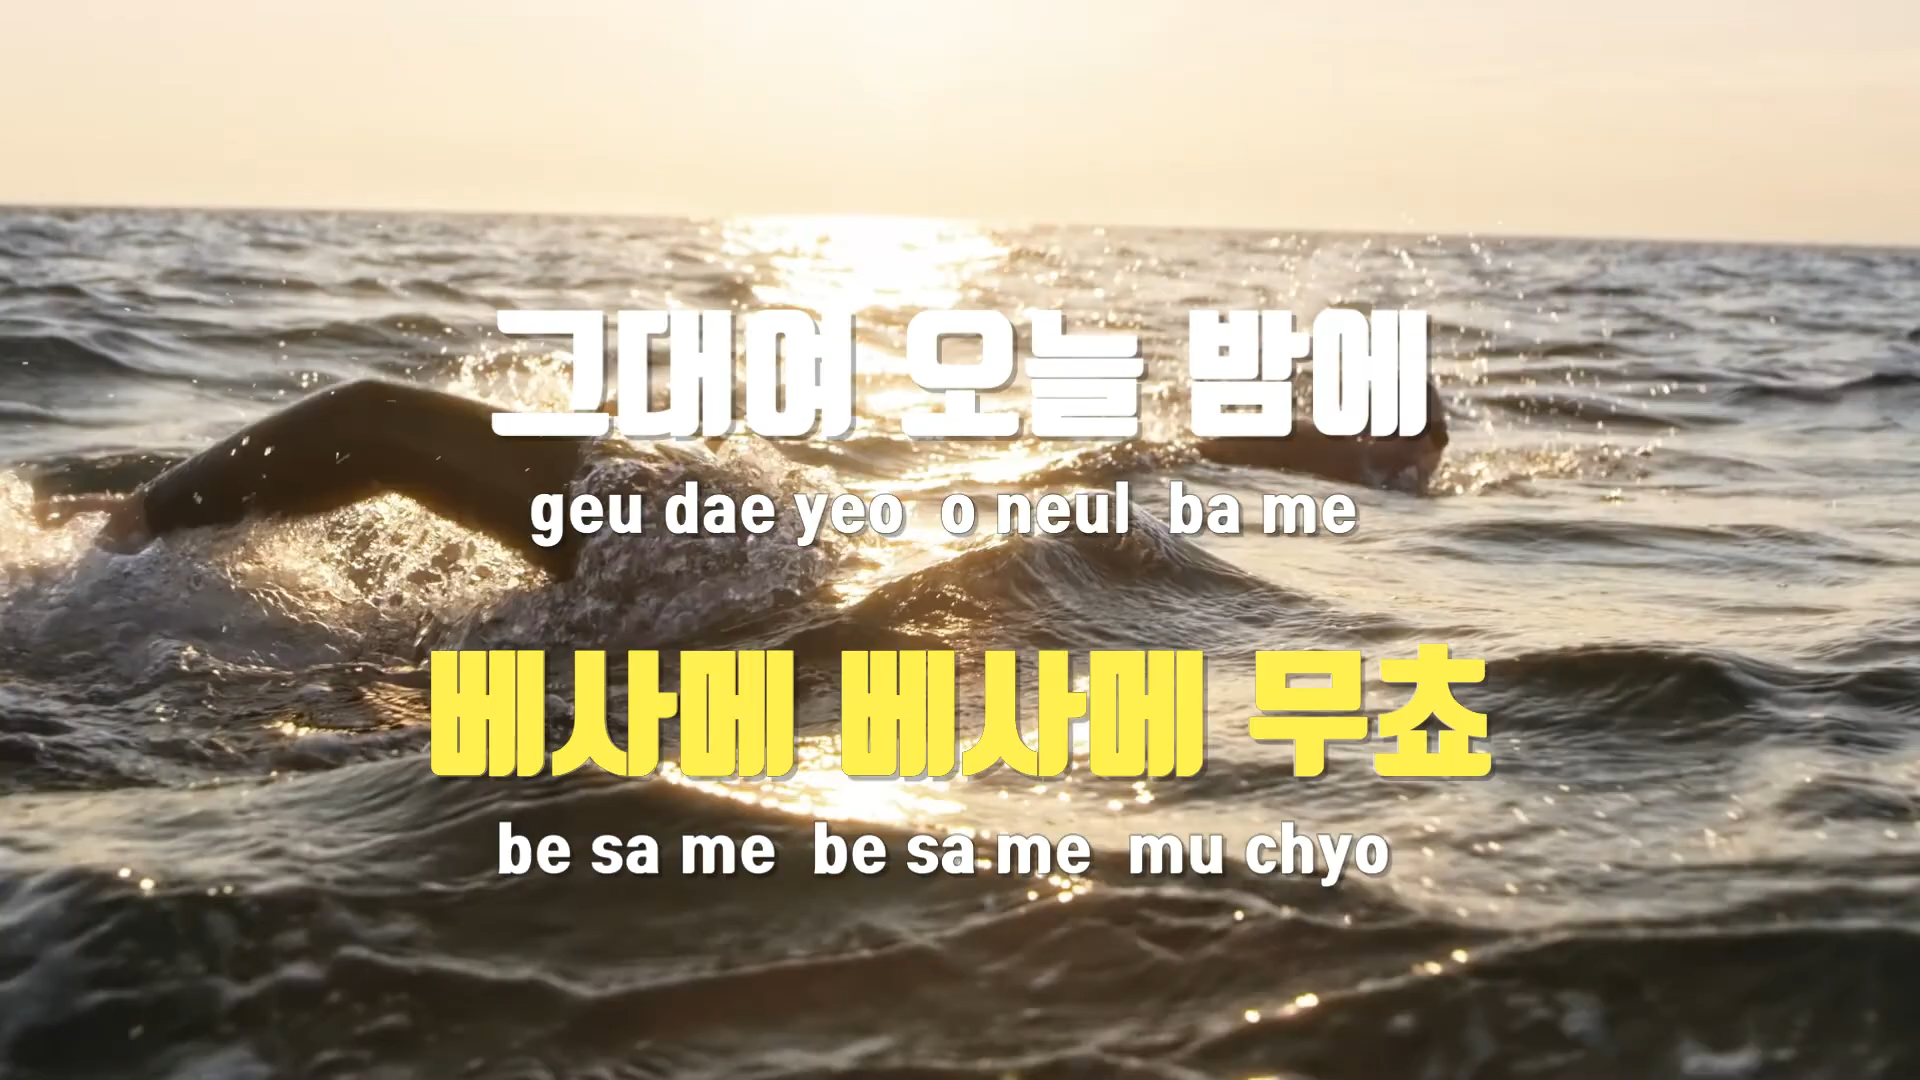 그대여 오늘 밤에
geu dae yeo o neul ba me
베사메 베사메 무쵸
be sa me be sa me mu chyo